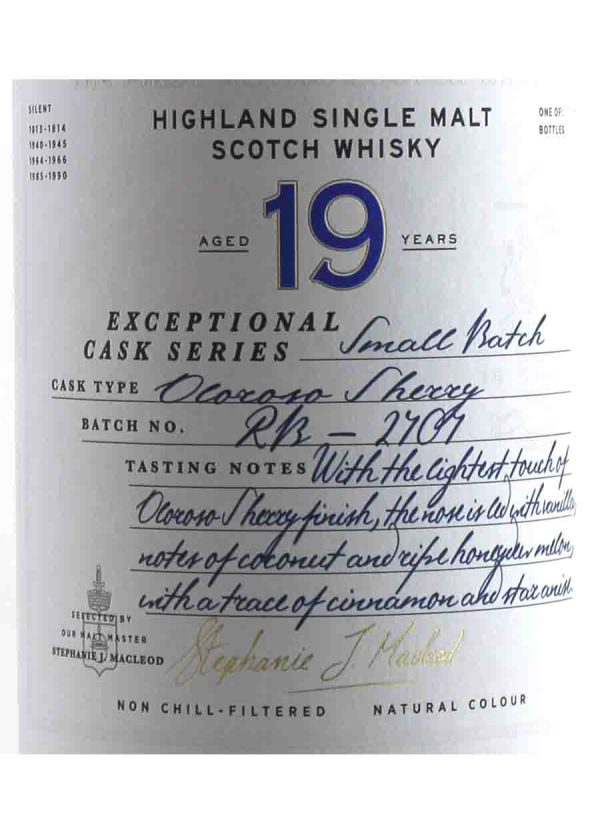 SILENT
1813-1814
1940-1945
1964-1966
1985-1990
HIGHLAND SINGLE MALT
SCOTCH WHISKY
ONE OF:
BOTTLES
AGED 19 YEARS
EXCEPTIONAL
CASK SERIES Small Batch
CASK TYPE Oloroso Sherry
BATCH NO. RB - 2707
TASTING NOTES With the lightest touch of
Oloroso Sherry finish, the nose is led with vanilla,
notes of coconut and ripe honeydew melon,
with a trace of cinnamon and star anise.
SELECTED BY
OUR MALT MASTER
STEPHANIE J. MACLEOD
Stephanie J. Macleod
NON CHILL-FILTERED NATURAL COLOUR